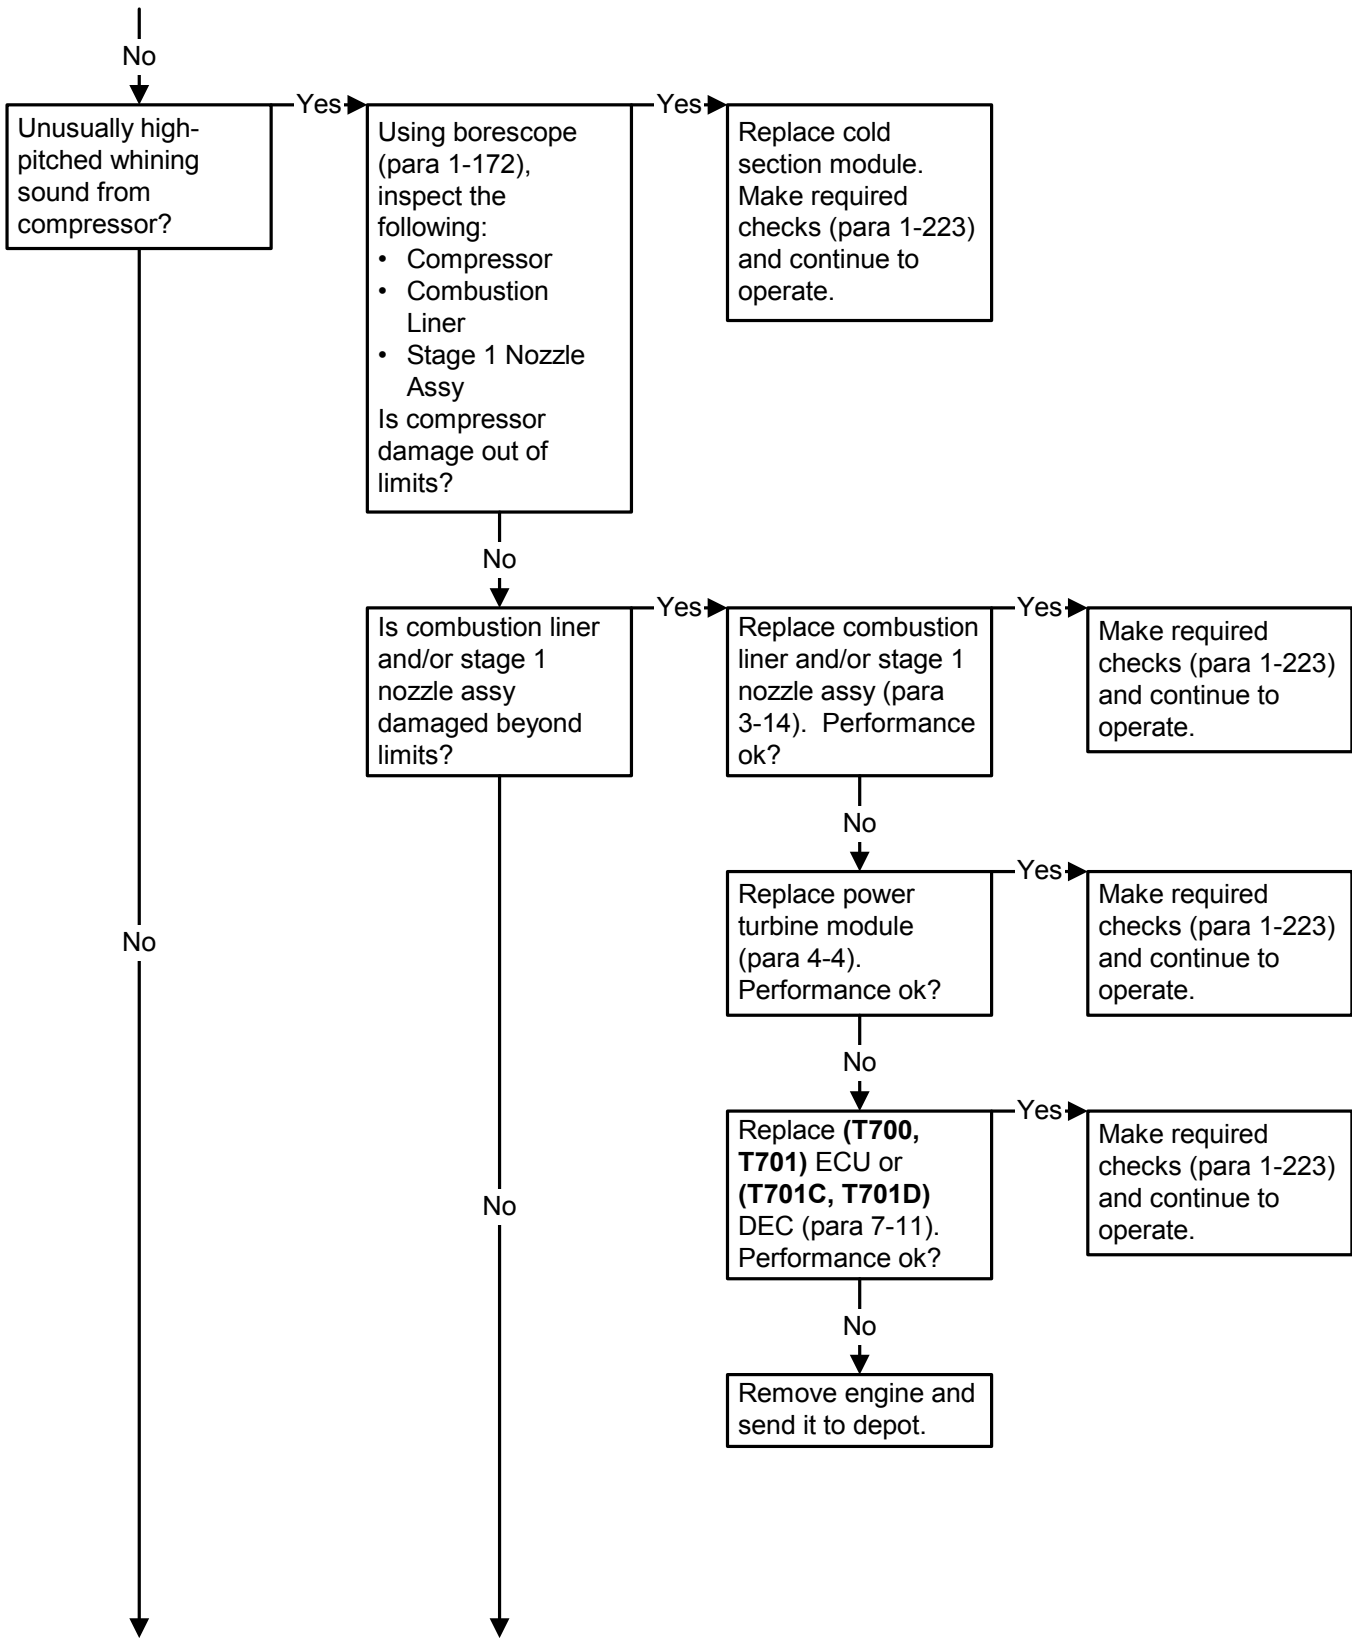 No
Unusually high-
pitched whining
sound from
compressor?
Yes
Using borescope
(para 1-172),
inspect the
following:
• Compressor
• Combustion
Liner
• Stage 1 Nozzle
Assy
Is compressor
damage out of
limits?
Yes
Replace cold
section module.
Make required
checks (para 1-223)
and continue to
operate.
No
Is combustion liner
and/or stage 1
nozzle assy
damaged beyond
limits?
Yes
Replace combustion
liner and/or stage 1
nozzle assy (para
3-14).  Performance
ok?
Yes
Make required
checks (para 1-223)
and continue to
operate.
No
Replace power
turbine module
(para 4-4).
Performance ok?
Yes
Make required
checks (para 1-223)
and continue to
operate.
No
No
Replace (T700,
T701) ECU or
(T701C, T701D)
DEC (para 7-11).
Performance ok?
Yes
Make required
checks (para 1-223)
and continue to
operate.
No
No
Remove engine and
send it to depot.